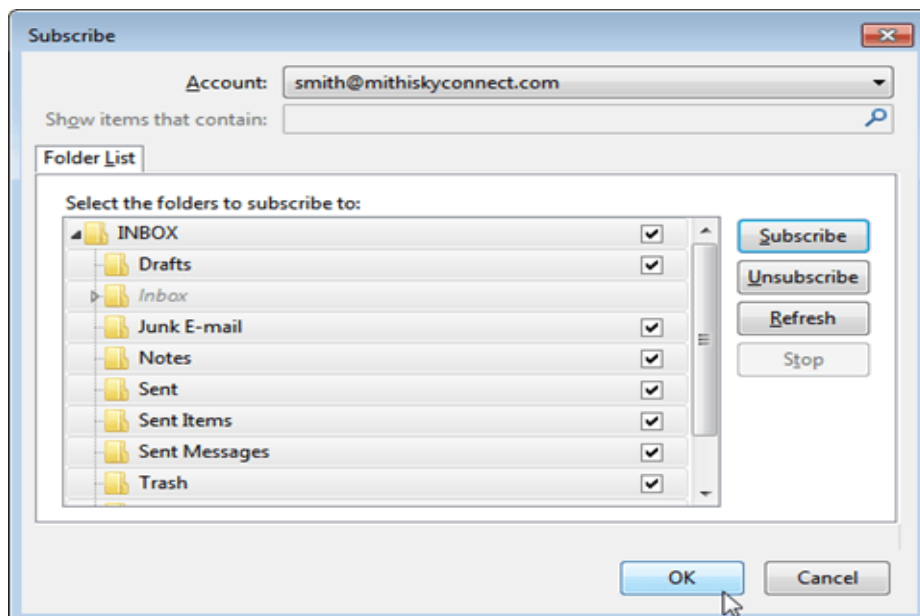 Subscribe
Account: smith@mithiskyconnect.com
Show items that contain:
Folder List
Select the folders to subscribe to:
INBOX
Subscribe
Drafts
Unsubscribe
Inbox
Refresh
Junk E-mail
Notes
Stop
Sent
Sent Items
Sent Messages
Trash
OK Cancel